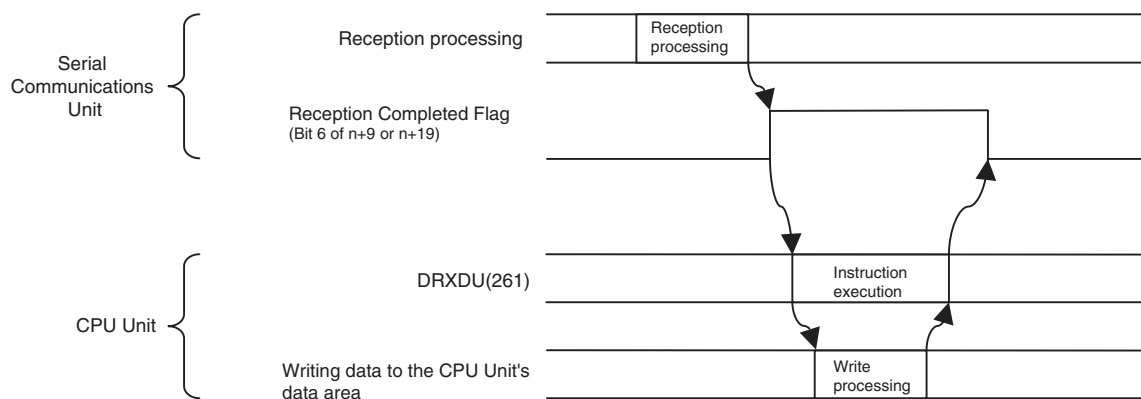 Serial
Communications
Unit
Reception processing
Reception
processing
Reception Completed Flag
(Bit 6 of n+9 or n+19)
CPU Unit
DRXDU(261)
Instruction
execution
Writing data to the CPU Unit's
data area
Write
processing